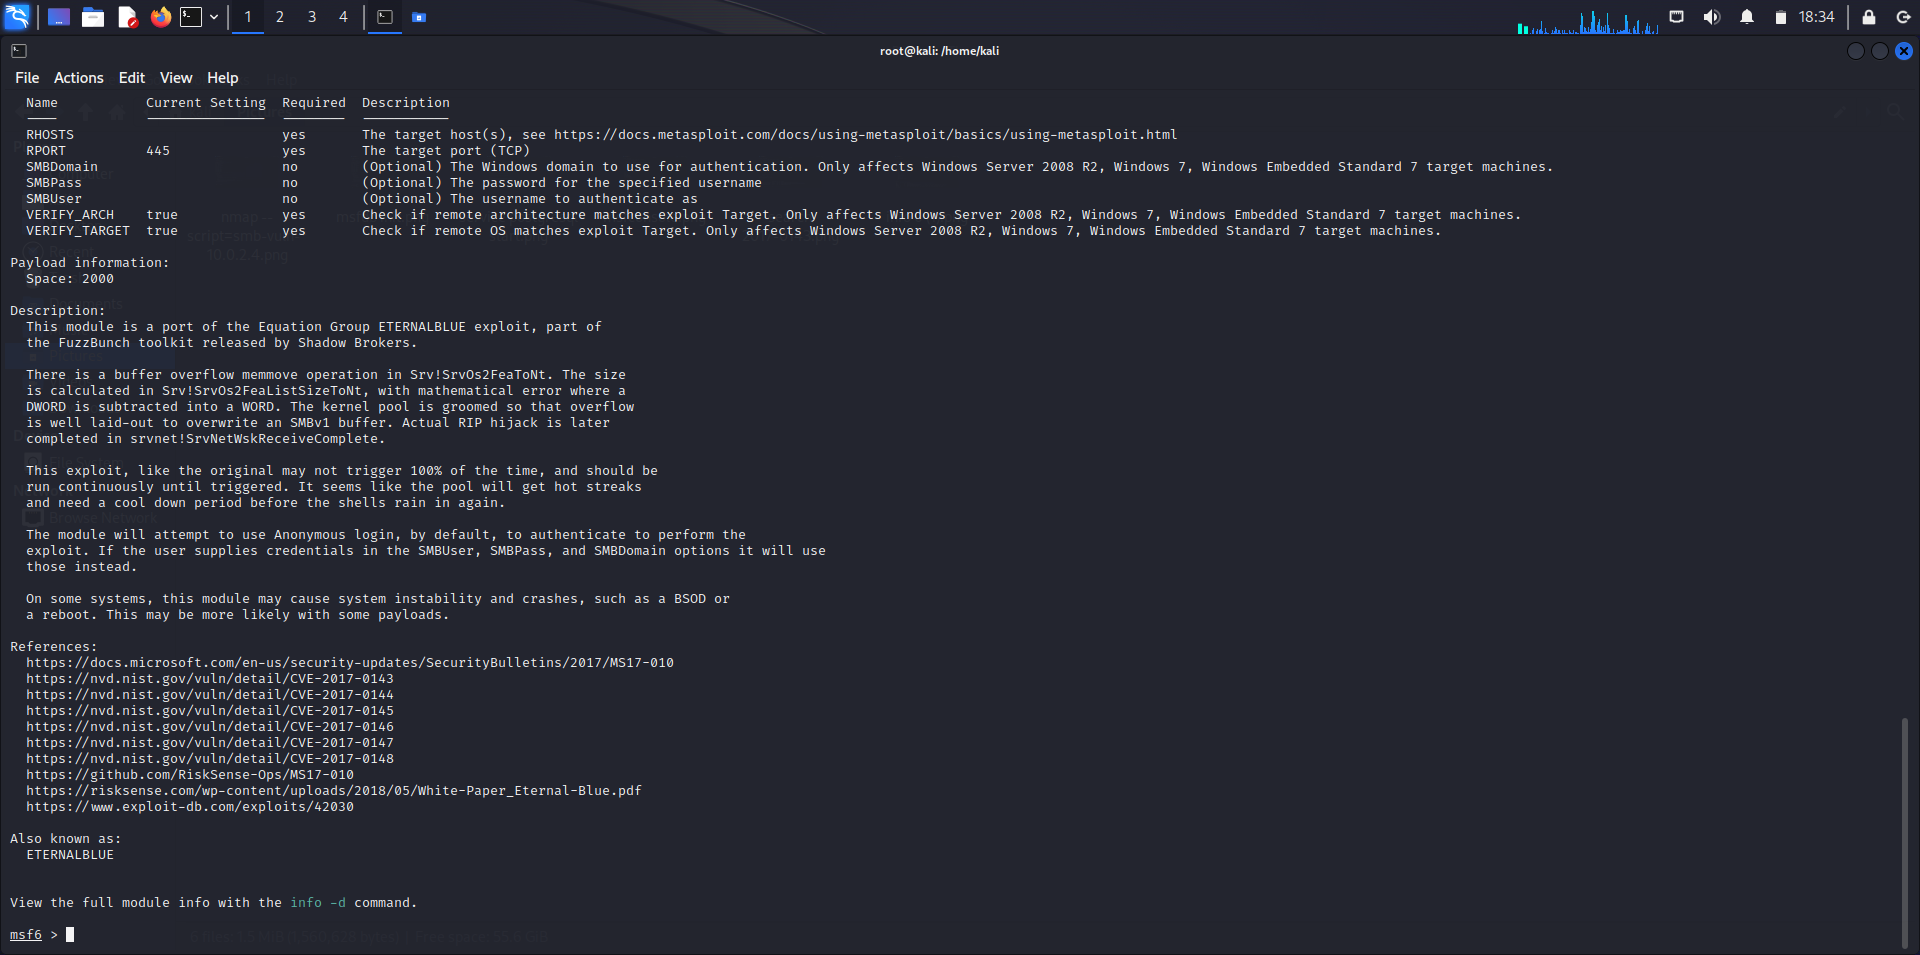 1 2 3 4 18:34
root@kali: /home/kali
File Actions Edit View Help
Name Current Setting Required Description
RHOSTS yes The target host(s), see https://docs.metasploit.com/docs/using-metasploit/basics/using-metasploit.html
RPORT 445 yes The target port (TCP)
SMBDomain no (Optional) The Windows domain to use for authentication. Only affects Windows Server 2008 R2, Windows 7, Windows Embedded Standard 7 target machines.
SMBPass no (Optional) The password for the specified username
SMBUser no (Optional) The username to authenticate as
VERIFY_ARCH true yes Check if remote architecture matches exploit Target. Only affects Windows Server 2008 R2, Windows 7, Windows Embedded Standard 7 target machines.
VERIFY_TARGET true yes Check if remote OS matches exploit Target. Only affects Windows Server 2008 R2, Windows 7, Windows Embedded Standard 7 target machines.
Payload information:
Space: 2000
Description:
This module is a port of the Equation Group ETERNALBLUE exploit, part of
the FuzzBunch toolkit released by Shadow Brokers.
There is a buffer overflow memmove operation in Srv!SrvOs2FeaToNt. The size
is calculated in Srv!SrvOs2FeaListSizeToNt, with mathematical error where a
DWORD is subtracted into a WORD. The kernel pool is groomed so that overflow
is well laid-out to overwrite an SMBv1 buffer. Actual RIP hijack is later
completed in srvnet!SrvNetWskReceiveComplete.
This exploit, like the original may not trigger 100% of the time, and should be
run continuously until triggered. It seems like the pool will get hot streaks
and need a cool down period before the shells rain in again.
The module will attempt to use Anonymous login, by default, to authenticate to perform the
exploit. If the user supplies credentials in the SMBUser, SMBPass, and SMBDomain options it will use
those instead.
On some systems, this module may cause system instability and crashes, such as a BSOD or
a reboot. This may be more likely with some payloads.
References:
https://docs.microsoft.com/en-us/security-updates/SecurityBulletins/2017/MS17-010
https://nvd.nist.gov/vuln/detail/CVE-2017-0143
https://nvd.nist.gov/vuln/detail/CVE-2017-0144
https://nvd.nist.gov/vuln/detail/CVE-2017-0145
https://nvd.nist.gov/vuln/detail/CVE-2017-0146
https://nvd.nist.gov/vuln/detail/CVE-2017-0147
https://nvd.nist.gov/vuln/detail/CVE-2017-0148
https://github.com/RiskSense-Ops/MS17-010
https://risksense.com/wp-content/uploads/2018/05/White-Paper_Eternal-Blue.pdf
https://www.exploit-db.com/exploits/42030
Also known as:
ETERNALBLUE
View the full module info with the info -d command.
msf6 >